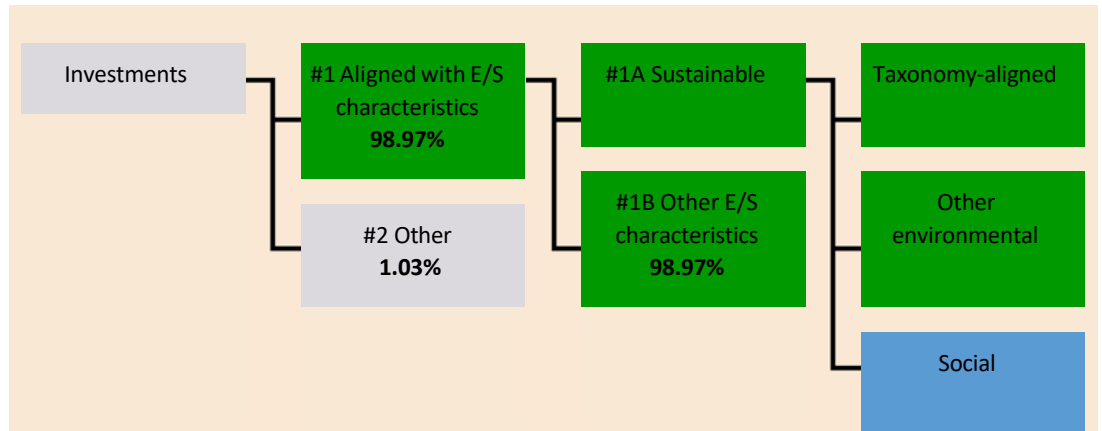 Investments
#1 Aligned with E/S
characteristics
98.97%
#2 Other
1.03%
#1A Sustainable
#1B Other E/S
characteristics
98.97%
Taxonomy-aligned
Other
environmental
Social